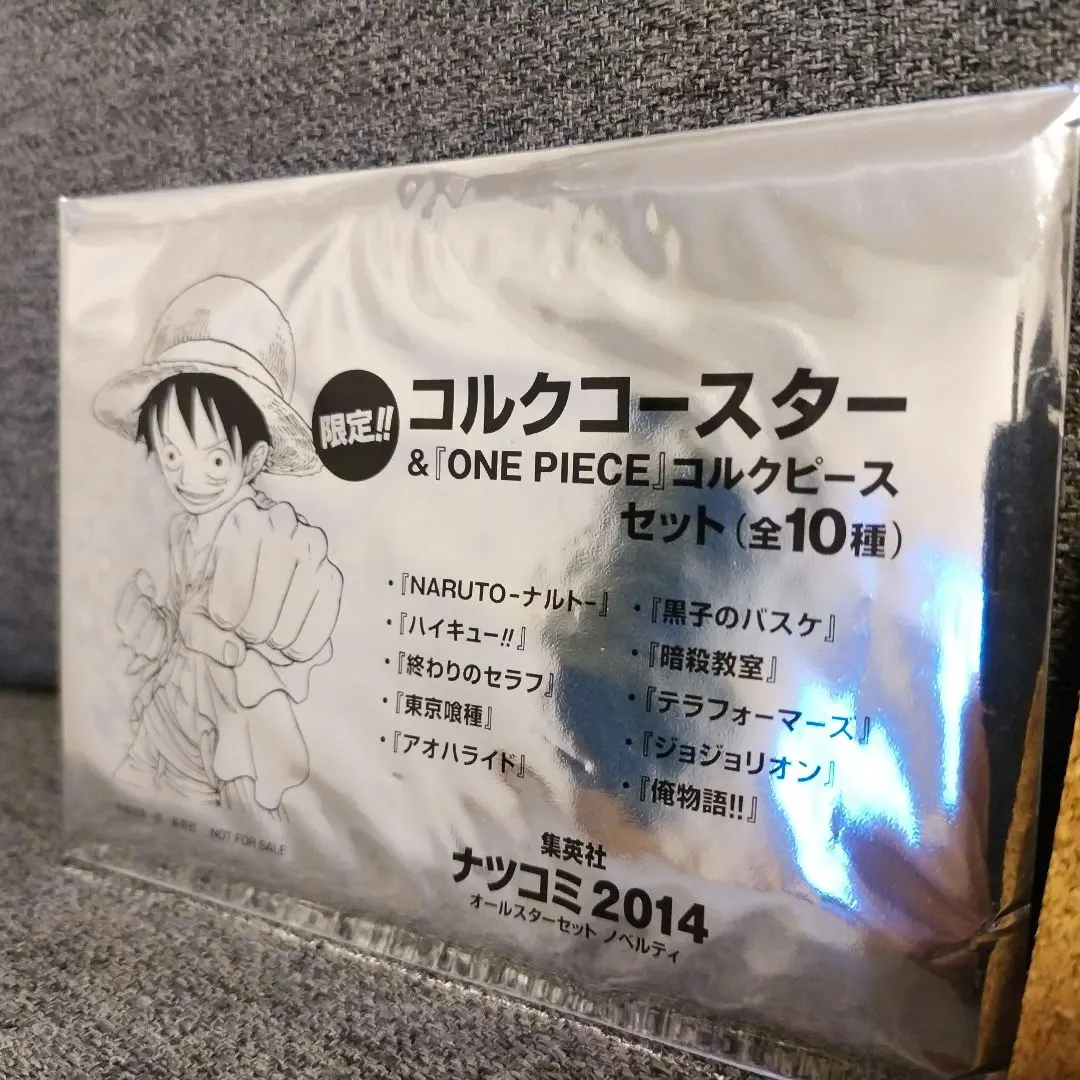 限定!!
コルクコースター
&『ONE PIECE』コルクピース
セット(全10種)
・『NARUTO-ナルト-』
・『ハイキュー!!』
・『終わりのセラフ』
・『東京喰種』
・『アオハライド』
・『黒子のバスケ』
・『暗殺教室』
・『テラフォーマーズ』
・『ジョジョリオン』
・『俺物語!!』
NOT FOR SALE
集英社
ナツコミ2014
オールスターセット ノベルティ